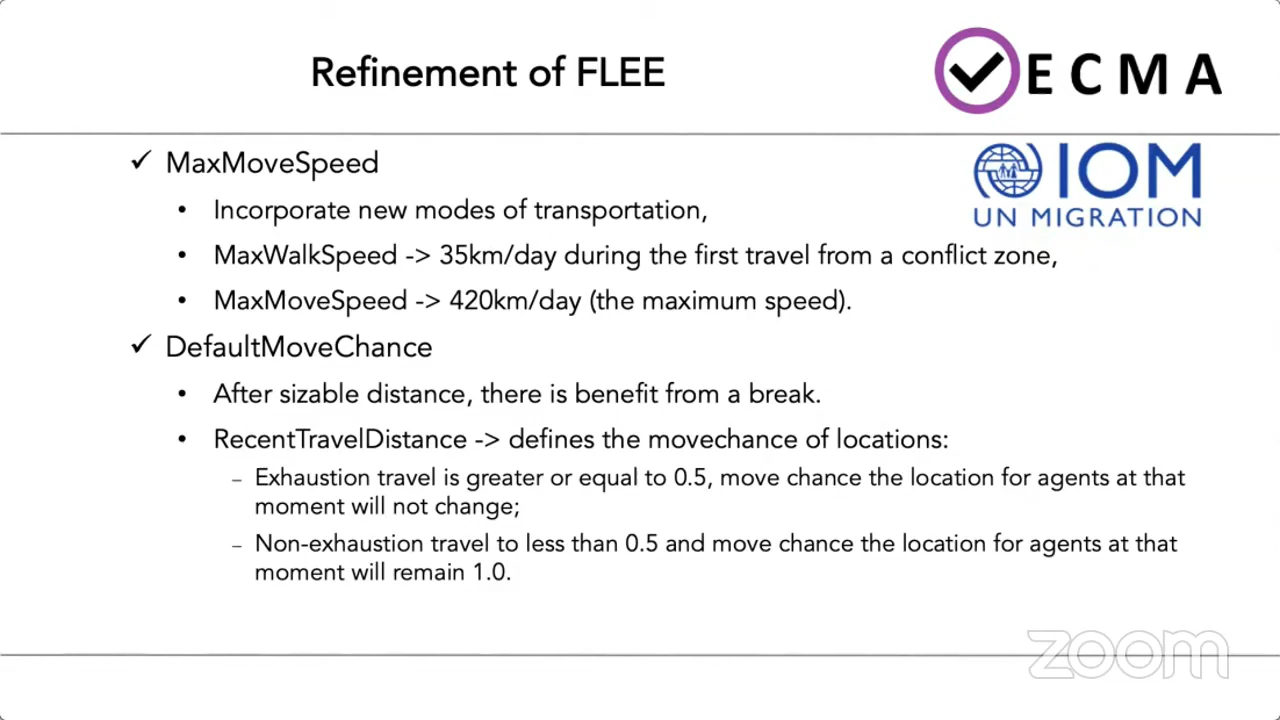 Refinement of FLEE
ECMA
MaxMoveSpeed
IOM
UN MIGRATION
• Incorporate new modes of transportation,
• MaxWalkSpeed -> 35km/day during the first travel from a conflict zone,
• MaxMoveSpeed -> 420km/day (the maximum speed).
DefaultMoveChance
• After sizable distance, there is benefit from a break.
• RecentTravelDistance -> defines the movechance of locations:
– Exhaustion travel is greater or equal to 0.5, move chance the location for agents at that
moment will not change;
– Non-exhaustion travel to less than 0.5 and move chance the location for agents at that
moment will remain 1.0.
zoom